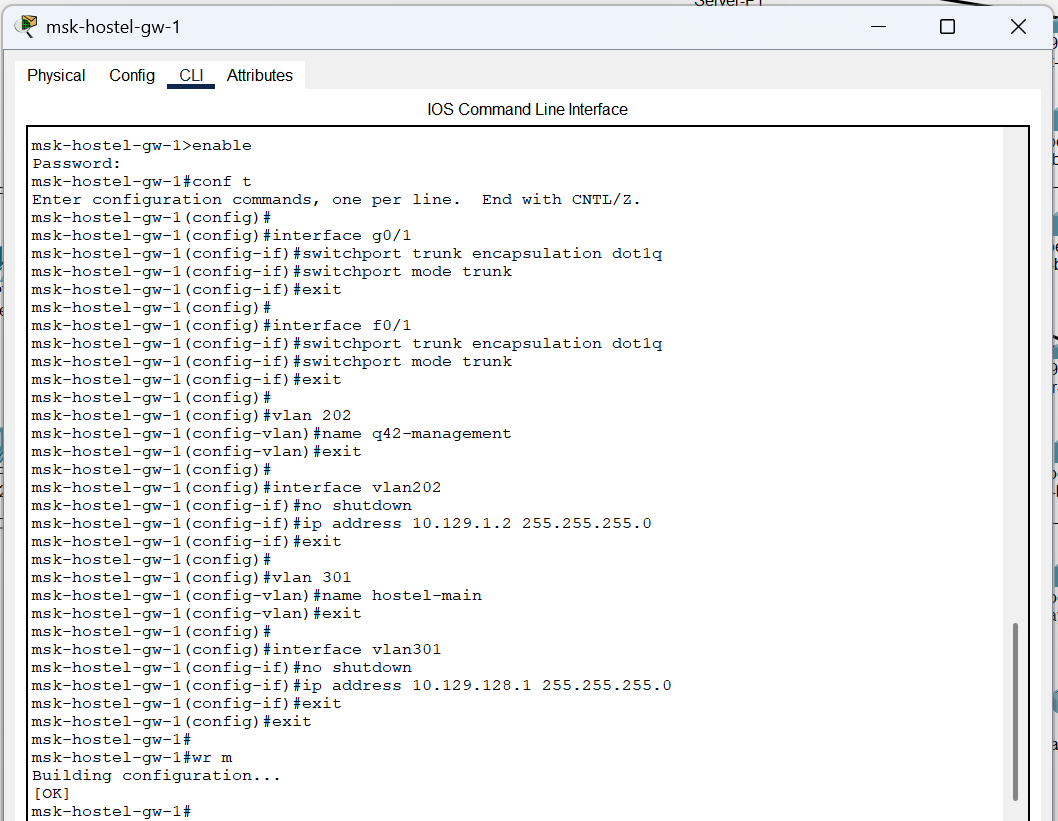 msk-hostel-gw-1
Physical Config CLI Attributes
IOS Command Line Interface
msk-hostel-gw-1>enable
Password:
msk-hostel-gw-1#conf t
Enter configuration commands, one per line.  End with CNTL/Z.
msk-hostel-gw-1(config)#
msk-hostel-gw-1(config)#interface g0/1
msk-hostel-gw-1(config-if)#switchport trunk encapsulation dot1q
msk-hostel-gw-1(config-if)#switchport mode trunk
msk-hostel-gw-1(config-if)#exit
msk-hostel-gw-1(config)#
msk-hostel-gw-1(config)#interface f0/1
msk-hostel-gw-1(config-if)#switchport trunk encapsulation dot1q
msk-hostel-gw-1(config-if)#switchport mode trunk
msk-hostel-gw-1(config-if)#exit
msk-hostel-gw-1(config)#
msk-hostel-gw-1(config)#vlan 202
msk-hostel-gw-1(config-vlan)#name q42-management
msk-hostel-gw-1(config-vlan)#exit
msk-hostel-gw-1(config)#
msk-hostel-gw-1(config)#interface vlan202
msk-hostel-gw-1(config-if)#no shutdown
msk-hostel-gw-1(config-if)#ip address 10.129.1.2 255.255.255.0
msk-hostel-gw-1(config-if)#exit
msk-hostel-gw-1(config)#
msk-hostel-gw-1(config)#vlan 301
msk-hostel-gw-1(config-vlan)#name hostel-main
msk-hostel-gw-1(config-vlan)#exit
msk-hostel-gw-1(config)#
msk-hostel-gw-1(config)#interface vlan301
msk-hostel-gw-1(config-if)#no shutdown
msk-hostel-gw-1(config-if)#ip address 10.129.128.1 255.255.255.0
msk-hostel-gw-1(config-if)#exit
msk-hostel-gw-1(config)#exit
msk-hostel-gw-1#
msk-hostel-gw-1#wr m
Building configuration...
[OK]
msk-hostel-gw-1#